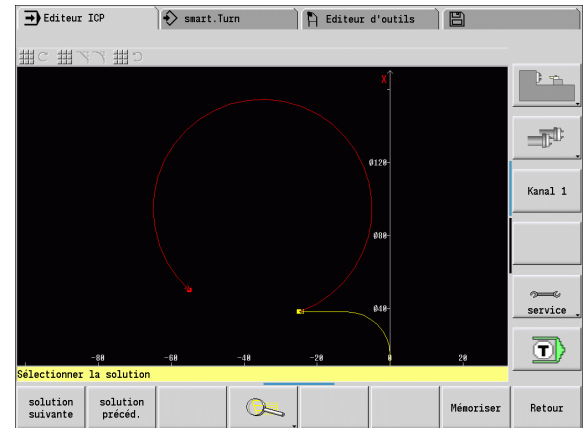 Editeur ICP
smart.Turn
Editeur d'outils
X
Ø120
Kanal 1
Ø80
Ø40
service
-80 -60 -40 -20 0 20
T
Sélectionner la solution
solution suivante
solution précéd.
Mémoriser
Retour